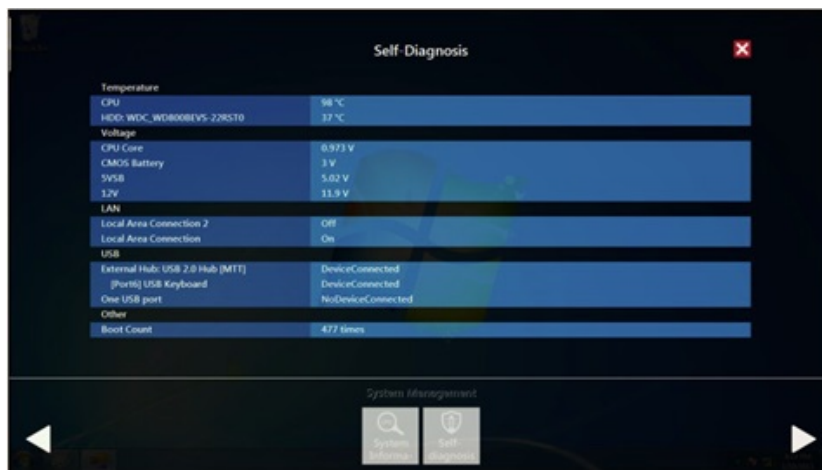 Self-Diagnosis
Temperature
CPU 98 °C
HDD: WDC_WD800BEVS-22RST0 37 °C
Voltage
CPU Core 0.973 V
CMOS Battery 3 V
5VSB 5.02 V
12V 11.9 V
LAN
Local Area Connection 2 Off
Local Area Connection On
USB
External Hub: USB 2.0 Hub [MTT] DeviceConnected
[Port6] USB Keyboard DeviceConnected
One USB port NoDeviceConnected
Other
Boot Count 477 times
System Management
System Informa-
Self-diagnosis